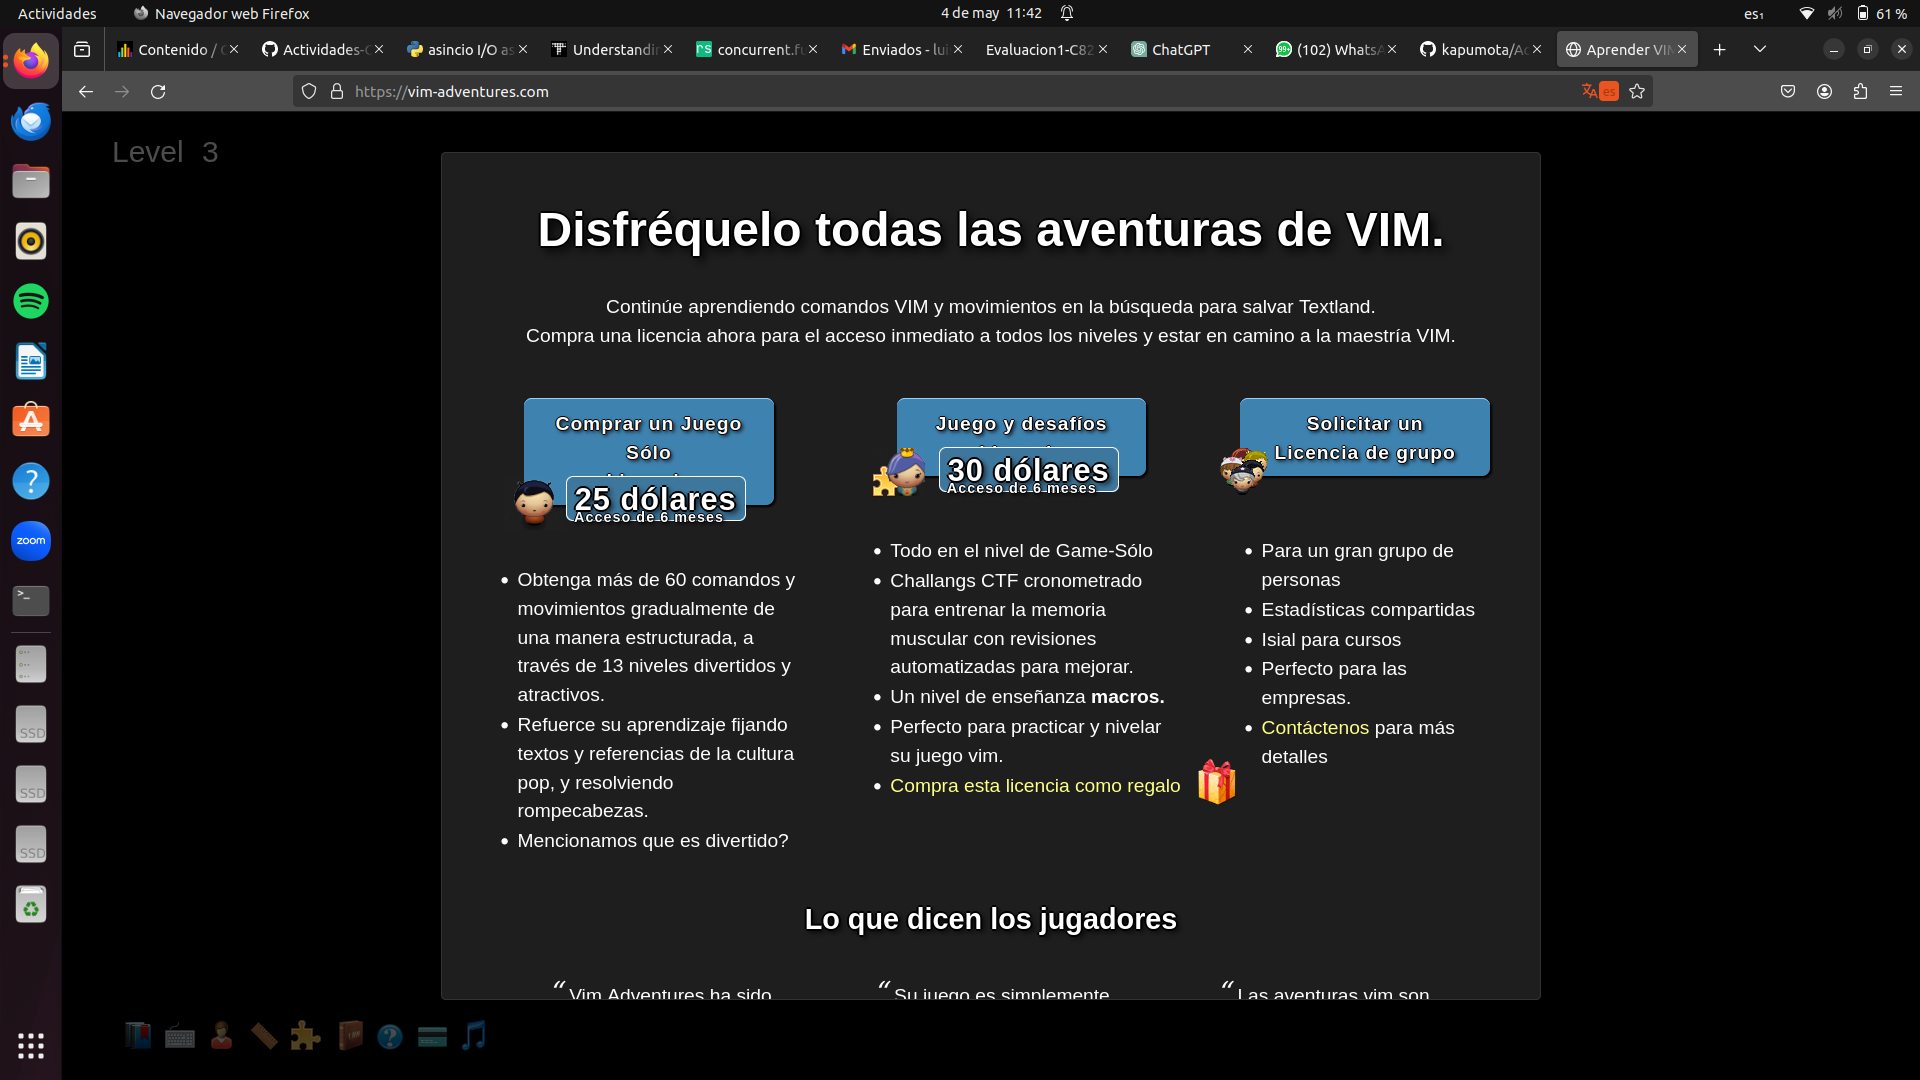 Actividades
Navegador web Firefox
4 de may 11:42
es₁
61 %
Contenido / C
Actividades-C
asincio I/O as
Understandin
concurrent.fu
Enviados - lui
Evaluacion1-C82
ChatGPT
(102) WhatsA
kapumota/Ac
Aprender VIM
https://vim-adventures.com
es
Level 3
Disfréquelo todas las aventuras de VIM.
Continúe aprendiendo comandos VIM y movimientos en la búsqueda para salvar Textland.
Compra una licencia ahora para el acceso inmediato a todos los niveles y estar en camino a la maestría VIM.
Comprar un Juego
Sólo
25 dólares
Acceso de 6 meses
Obtenga más de 60 comandos y
movimientos gradualmente de
una manera estructurada, a
través de 13 niveles divertidos y
atractivos.
Refuerce su aprendizaje fijando
textos y referencias de la cultura
pop, y resolviendo
rompecabezas.
Mencionamos que es divertido?
Juego y desafíos
30 dólares
Acceso de 6 meses
Todo en el nivel de Game-Sólo
Challangs CTF cronometrado
para entrenar la memoria
muscular con revisiones
automatizadas para mejorar.
Un nivel de enseñanza macros.
Perfecto para practicar y nivelar
su juego vim.
Compra esta licencia como regalo
Solicitar un
Licencia de grupo
Para un gran grupo de
personas
Estadísticas compartidas
Isial para cursos
Perfecto para las
empresas.
Contáctenos para más
detalles
Lo que dicen los jugadores
“ Vim Adventures ha sido
“ Su juego es simplemente
“ Las aventuras vim son
zoom
>_
SSD
SSD
SSD